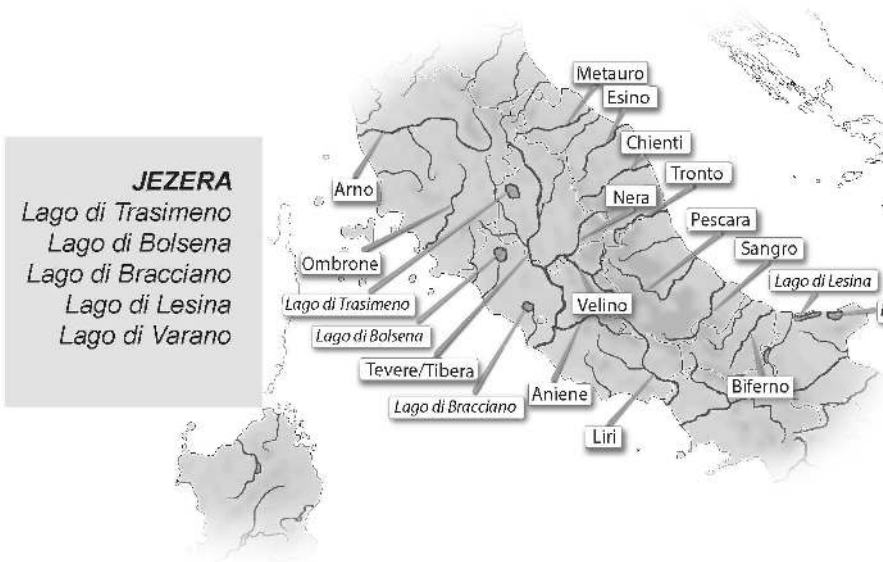 JEZERA
Lago di Trasimeno
Lago di Bolsena
Lago di Bracciano
Lago di Lesina
Lago di Varano
Metauro
Esino
Chienti
Tronto
Arno
Nera
Pescara
Sangro
Ombrone
Lago di Lesina
Lago di Trasimeno
Velino
Lago di Bolsena
Tevere/Tibera
Biferno
Aniene
Lago di Bracciano
Liri